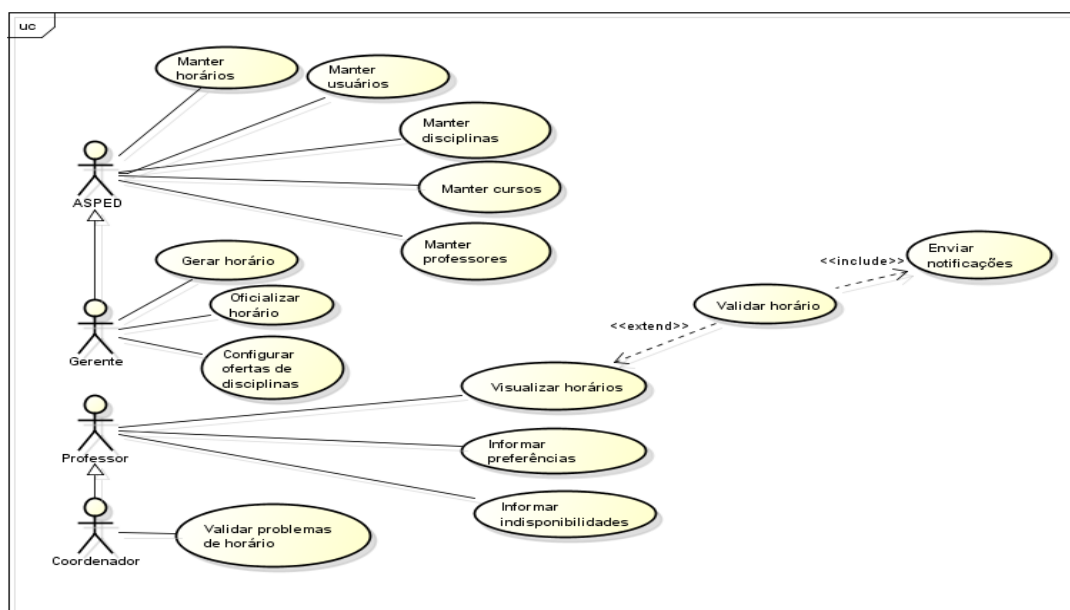 uc
Manter
horários
Manter
usuários
Manter
disciplinas
Manter cursos
Manter
professores
ASPED
Gerar horário
Oficializar
horário
Configurar
ofertas de
disciplinas
Gerente
Enviar
notificações
<<include>>
Validar horário
<<extend>>
Visualizar horários
Informar
preferências
Informar
indisponibilidades
Professor
Validar problemas
de horário
Coordenador